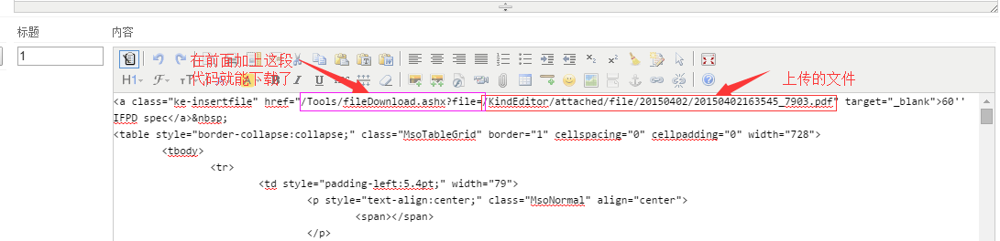 标题
内容
1
在前面加上这段
代码就能下载了
上传的文件
H1
<a class="ke-insertfile" href="/Tools/fileDownload.ashx?file=/KindEditor/attached/file/20150402/20150402163545_7903.pdf" target="_blank">60''
IFPD spec</a>&nbsp;
<table style="border-collapse:collapse;" class="MsoTableGrid" border="1" cellspacing="0" cellpadding="0" width="728">
<tbody>
<tr>
<td style="padding-left:5.4pt;" width="79">
<p style="text-align:center;" class="MsoNormal" align="center">
<span></span>
</p>